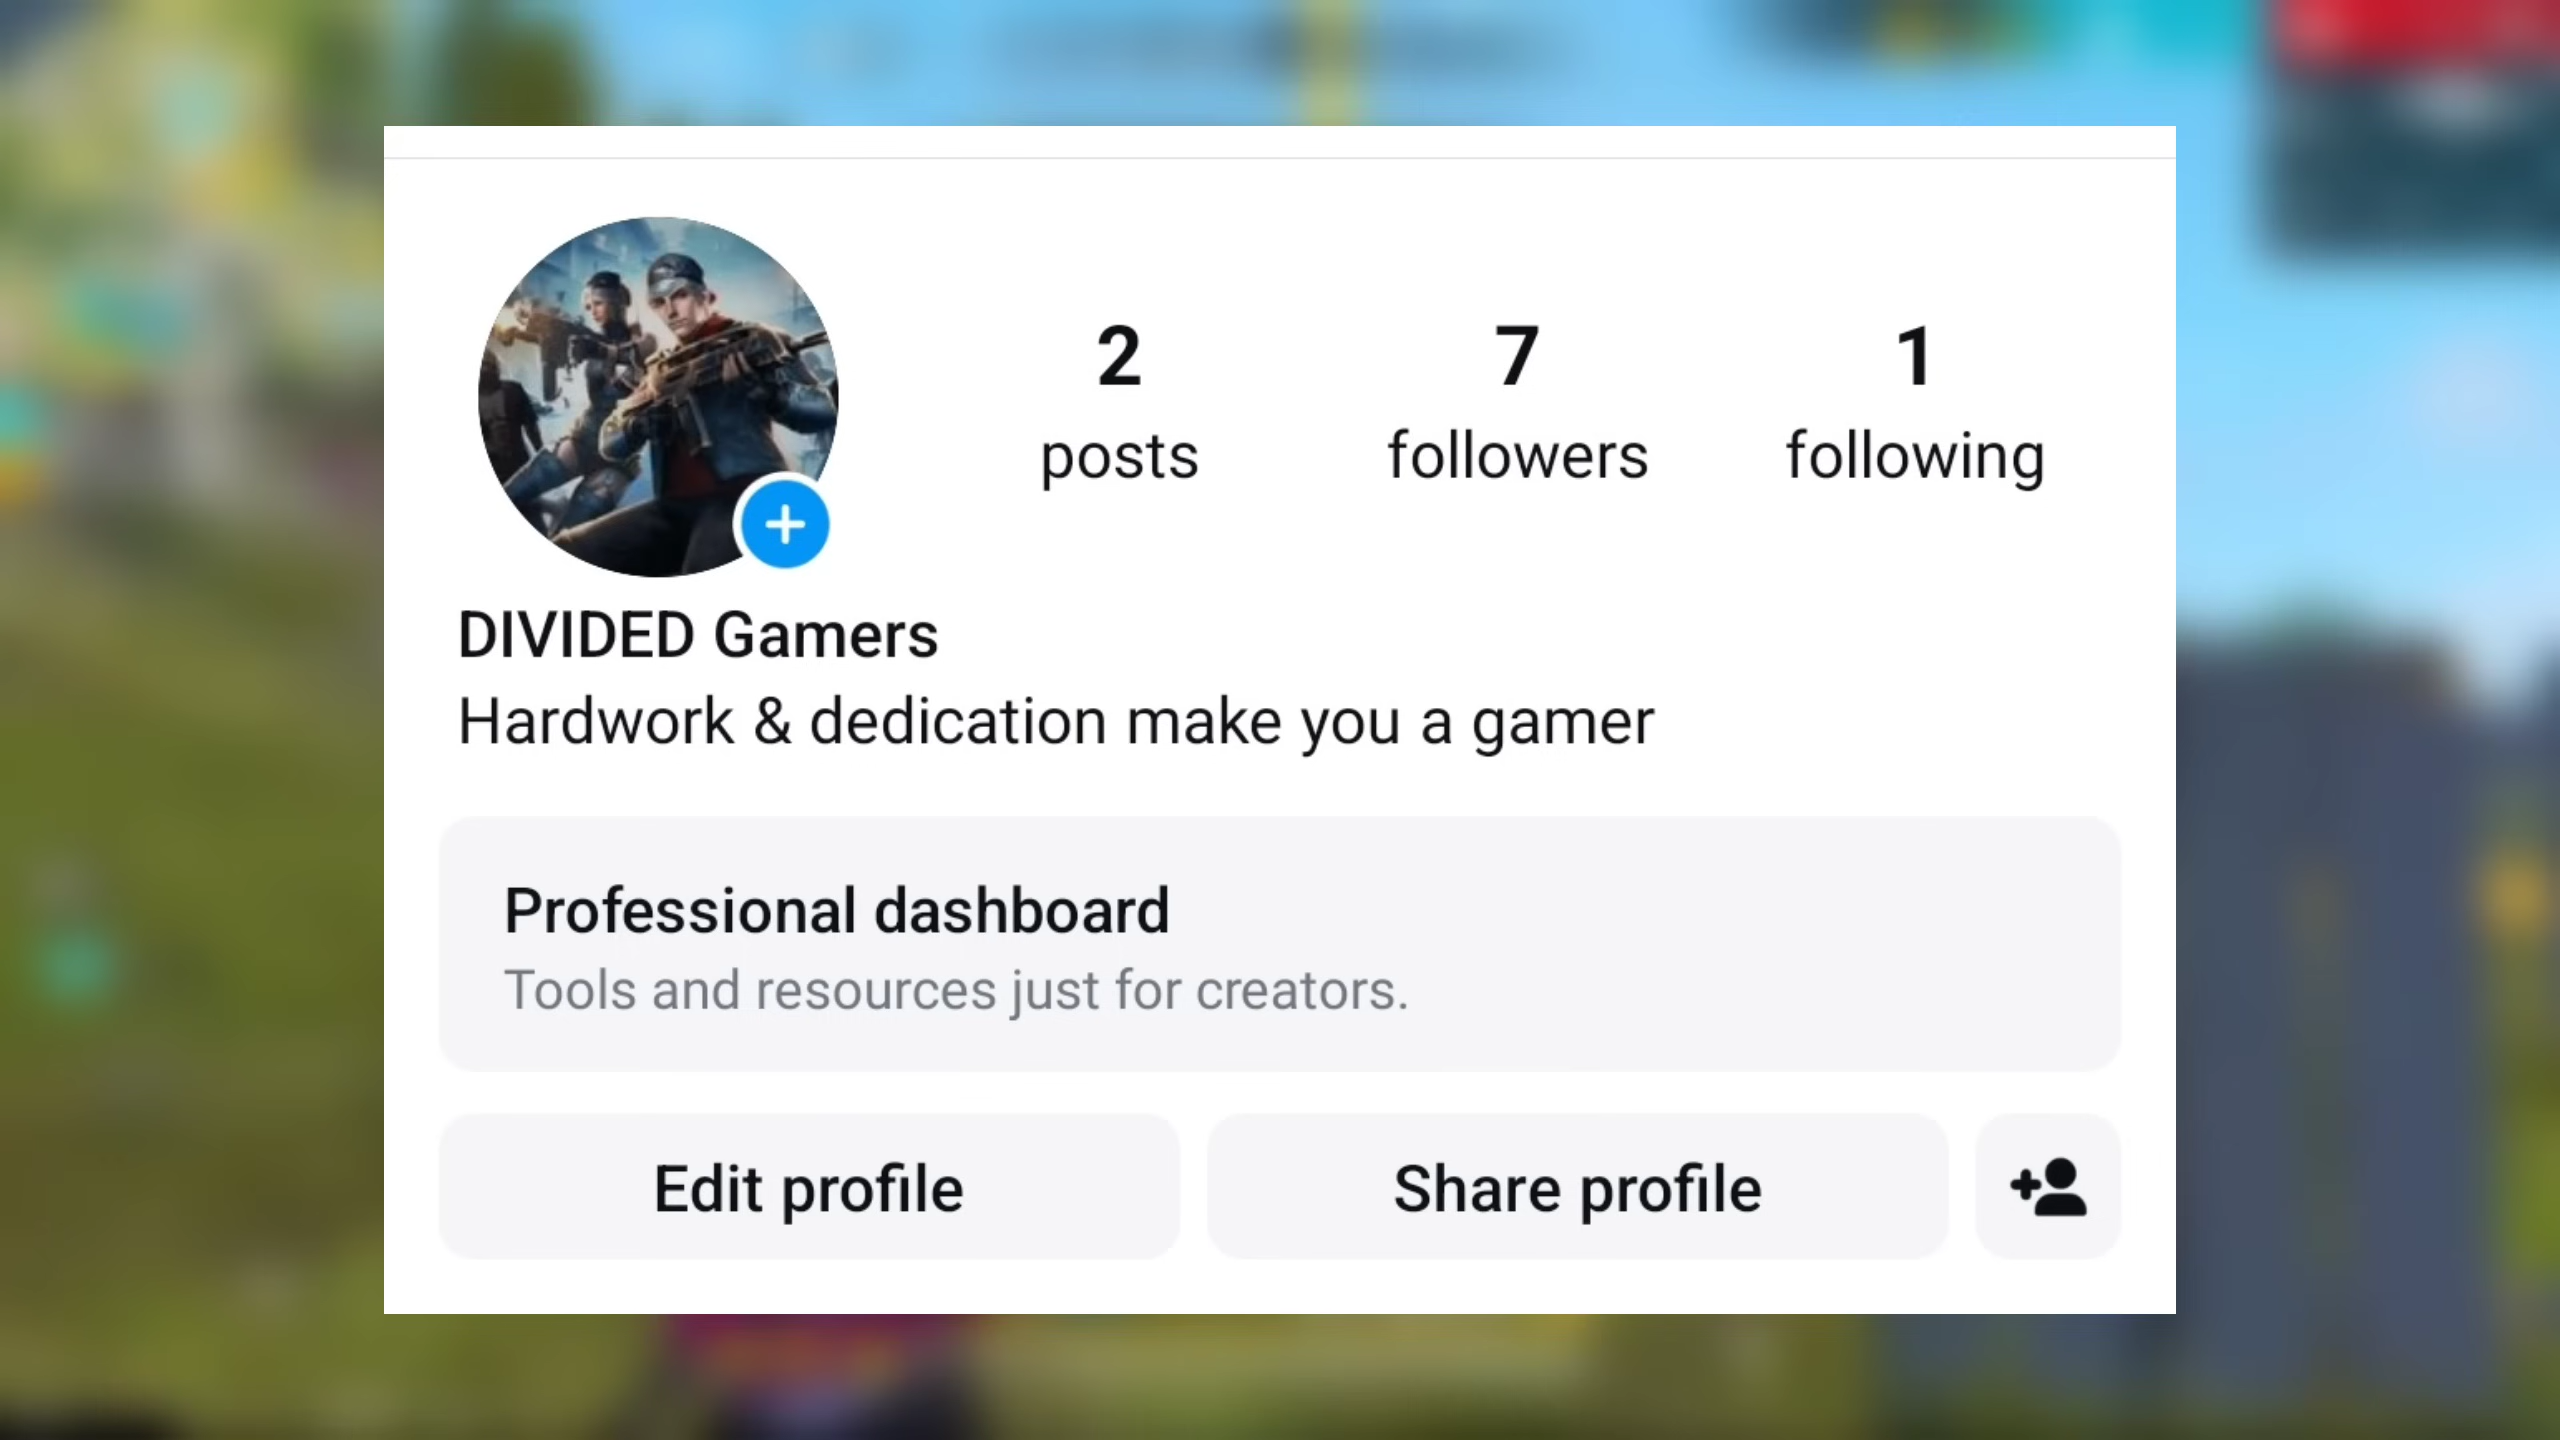 2
posts
7
followers
1
following
DIVIDED Gamers
Hardwork & dedication make you a gamer
Professional dashboard
Tools and resources just for creators.
Edit profile
Share profile